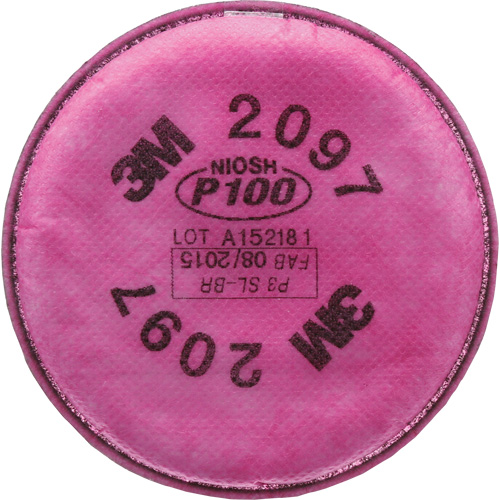 3M 2097
NIOSH
P100
LOT A152181
FAB 08/2015
P3 SL-BR
3M 2097